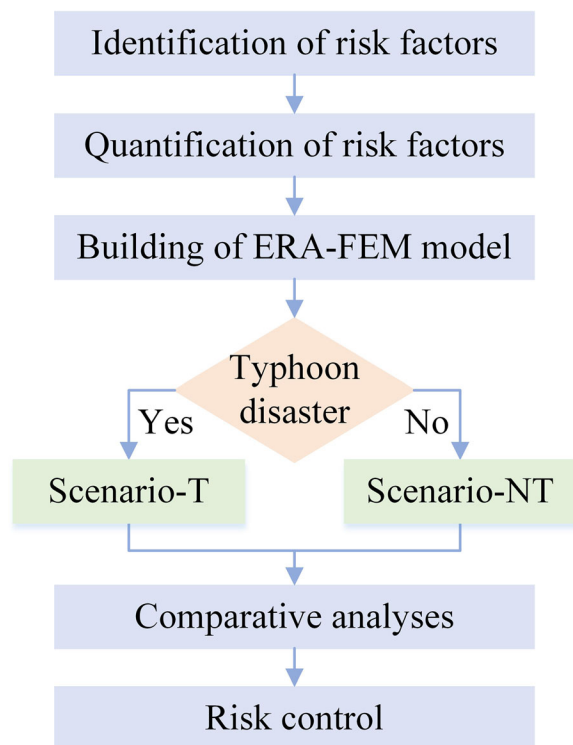 Identification of risk factors
Quantification of risk factors
Building of ERA-FEM model
Typhoon
disaster
Yes
No
Scenario-T
Scenario-NT
Comparative analyses
Risk control